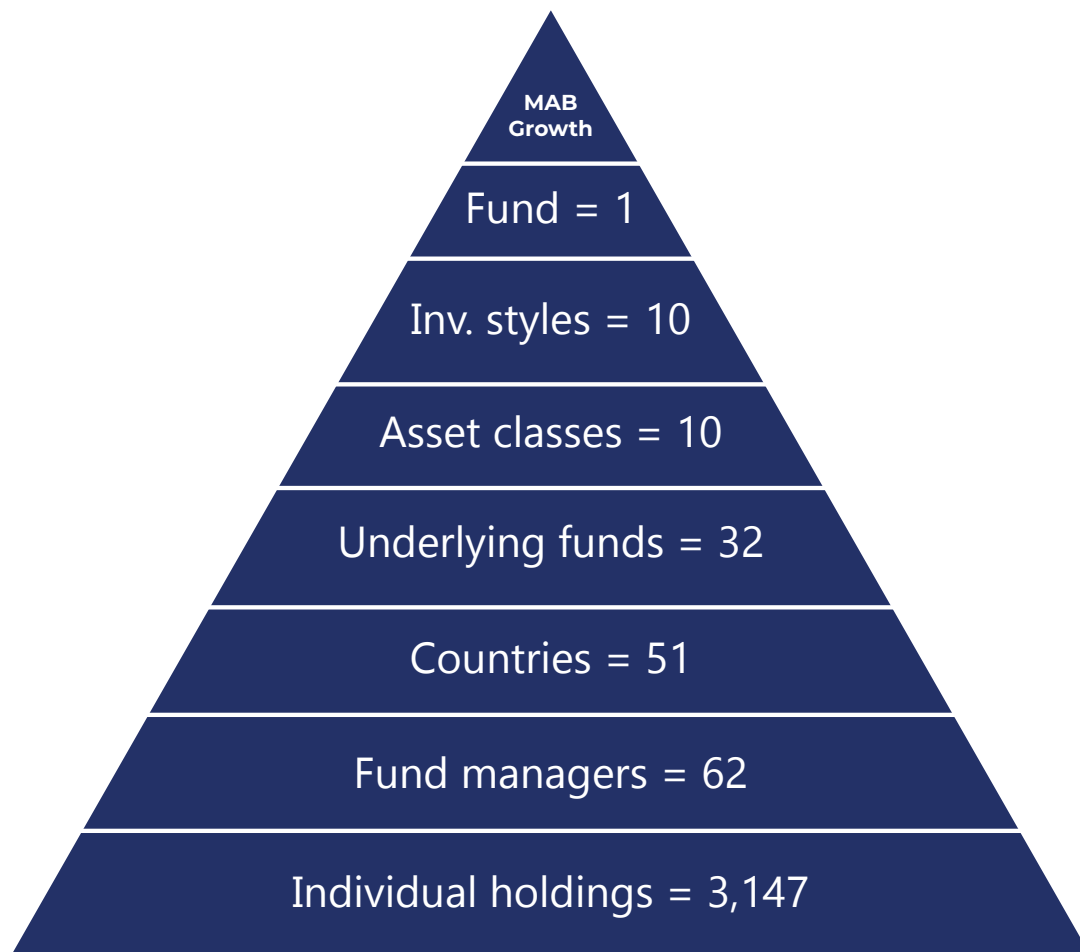 MAB
Growth
Fund = 1
Inv. styles = 10
Asset classes = 10
Underlying funds = 32
Countries = 51
Fund managers = 62
Individual holdings = 3,147